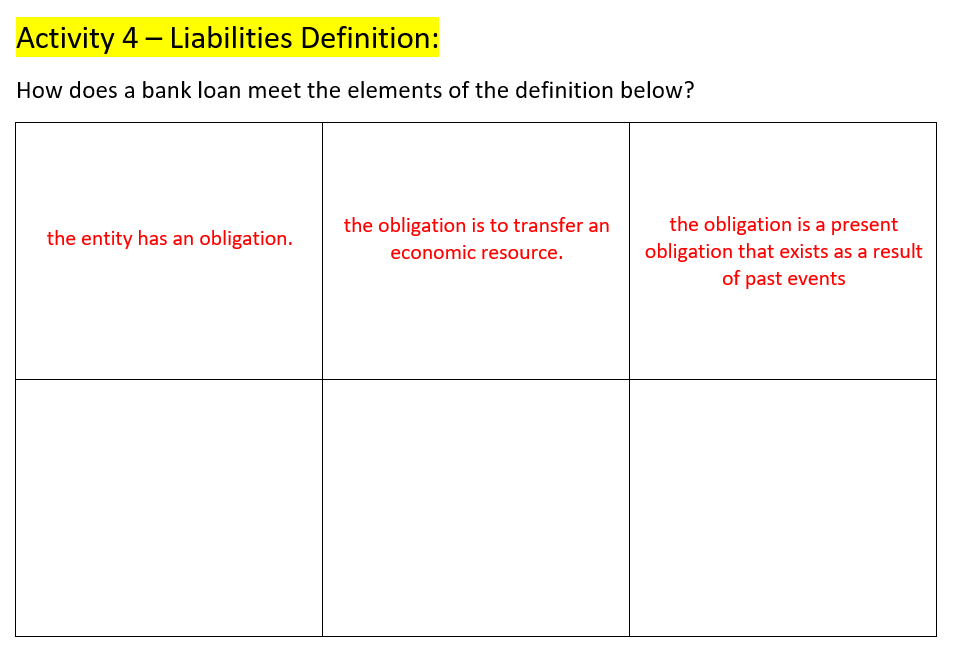 Activity 4 – Liabilities Definition:
How does a bank loan meet the elements of the definition below?
the entity has an obligation.
the obligation is to transfer an
economic resource.
the obligation is a present
obligation that exists as a result
of past events